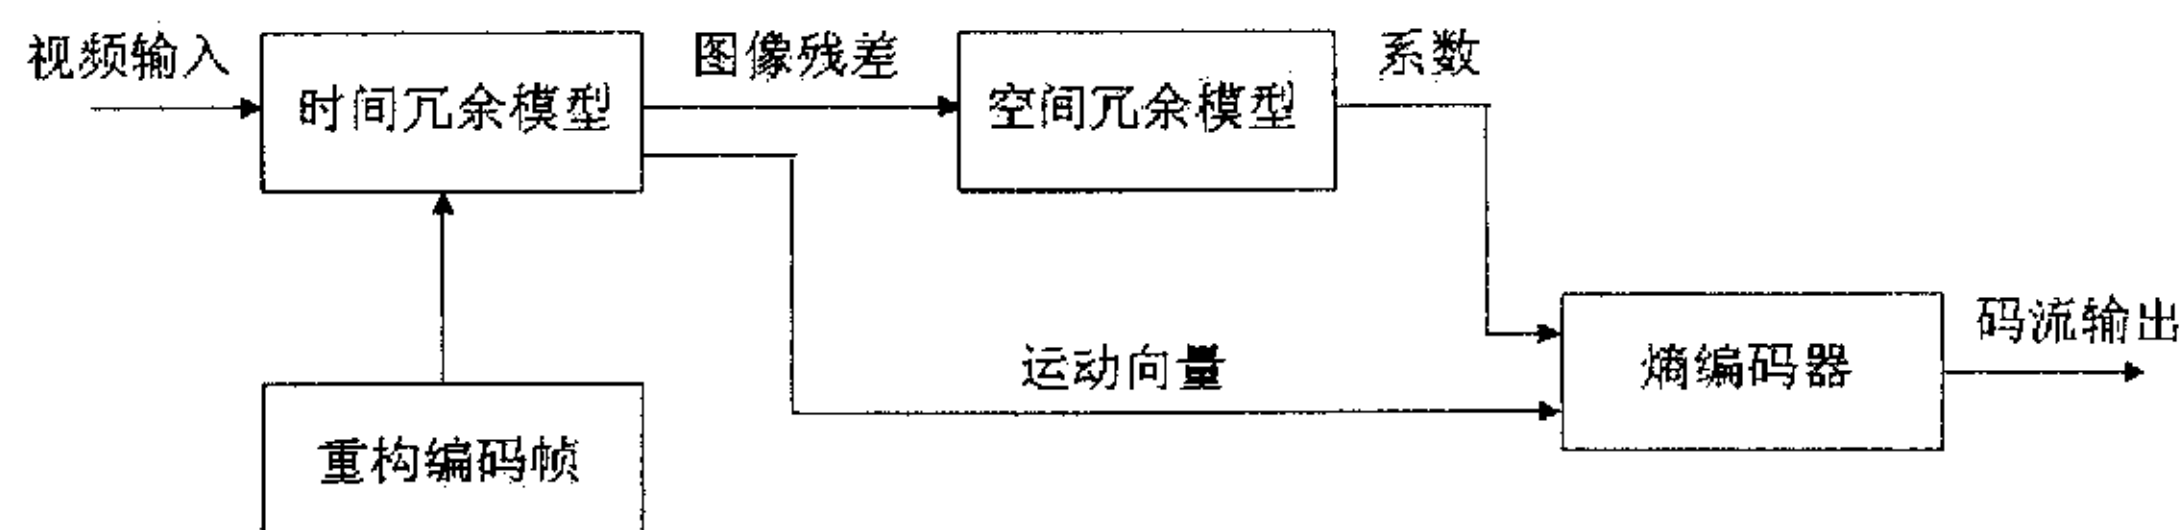 视频输入
时间冗余模型
图像残差
空间冗余模型
系数
运动向量
熵编码器
码流输出
重构编码帧